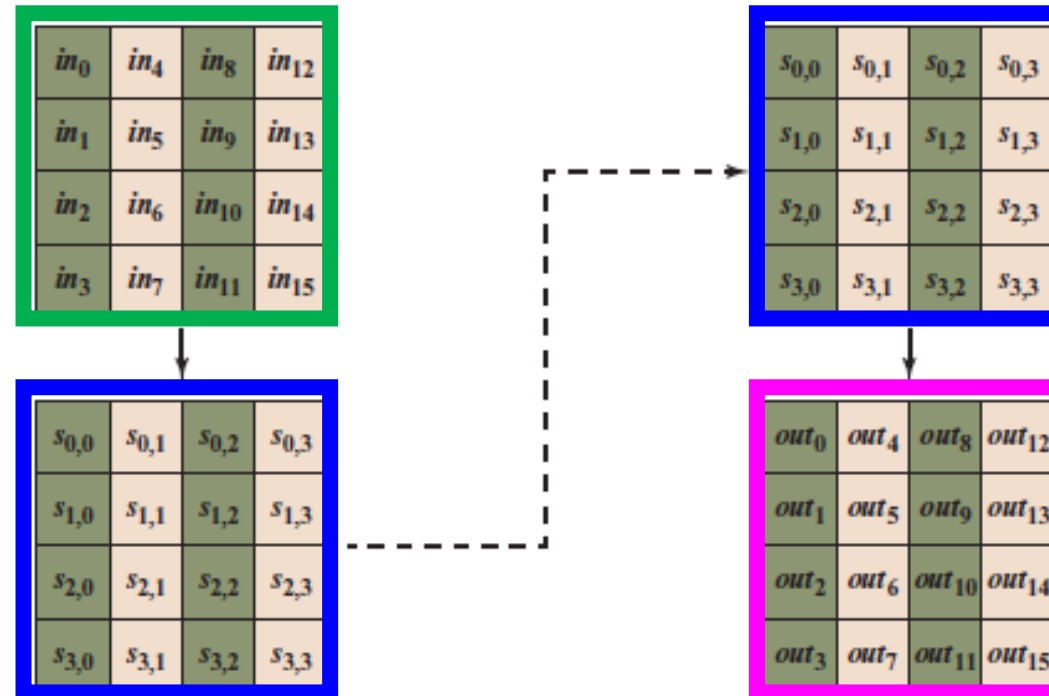 in0 in4 in8 in12
in1 in5 in9 in13
in2 in6 in10 in14
in3 in7 in11 in15
s0,0 s0,1 s0,2 s0,3
s1,0 s1,1 s1,2 s1,3
s2,0 s2,1 s2,2 s2,3
s3,0 s3,1 s3,2 s3,3
s0,0 s0,1 s0,2 s0,3
s1,0 s1,1 s1,2 s1,3
s2,0 s2,1 s2,2 s2,3
s3,0 s3,1 s3,2 s3,3
out0 out4 out8 out12
out1 out5 out9 out13
out2 out6 out10 out14
out3 out7 out11 out15